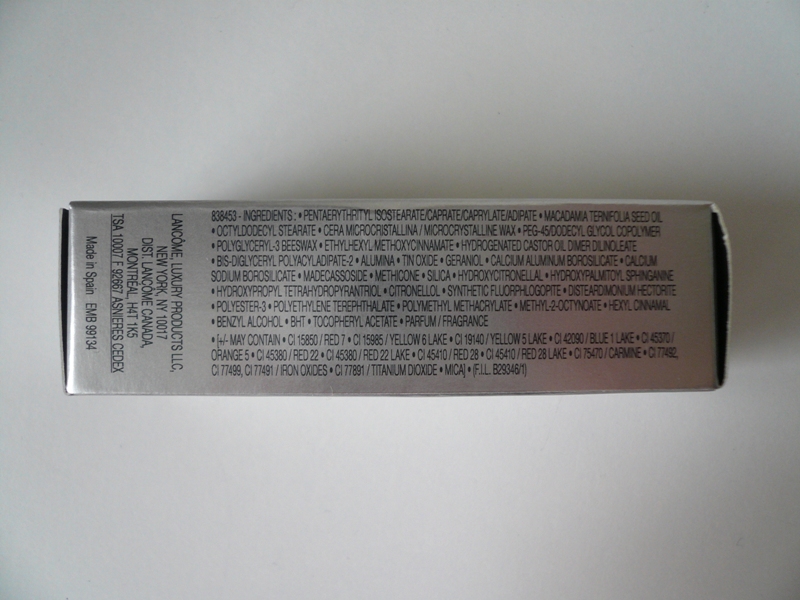 838453 - INGREDIENTS : • PENTAERYTHRITYL ISOSTEARATE/CAPRATE/CAPRYLATE/ADIPATE • MACADAMIA TERNIFOLIA SEED OIL
• OCTYLDODECYL STEARATE • CERA MICROCRISTALLINA / MICROCRYSTALLINE WAX • PEG-45/DODECYL GLYCOL COPOLYMER
• POLYGLYCERYL-3 BEESWAX • ETHYLHEXYL METHOXYCINNAMATE • HYDROGENATED CASTOR OIL DIMER DILINOLEATE
• BIS-DIGLYCERYL POLYACYLADIPATE-2 • ALUMINA • TIN OXIDE • GERANIOL • CALCIUM ALUMINUM BOROSILICATE • CALCIUM
SODIUM BOROSILICATE • MADECASSOSIDE • METHICONE • SILICA • HYDROXYCITRONELLAL • HYDROXYPALMITOYL SPHINGANINE
• HYDROXYPROPYL TETRAHYDROPYRANTRIOL • CITRONELLOL • SYNTHETIC FLUORPHLOGOPITE • DISTEARDIMONIUM HECTORITE
• POLYESTER-3 • POLYETHYLENE TEREPHTHALATE • POLYMETHYL METHACRYLATE • METHYL-2-OCTYNOATE • HEXYL CINNAMAL
• BENZYL ALCOHOL • BHT • TOCOPHERYL ACETATE • PARFUM / FRAGRANCE
• [+/- MAY CONTAIN • CI 15850 / RED 7 • CI 15985 / YELLOW 6 LAKE • CI 19140 / YELLOW 5 LAKE • CI 42090 / BLUE 1 LAKE • CI 45370 /
ORANGE 5 • CI 45380 / RED 22 • CI 45380 / RED 22 LAKE • CI 45410 / RED 28 • CI 45410 / RED 28 LAKE • CI 75470 / CARMINE • CI 77492,
CI 77499, CI 77491 / IRON OXIDES • CI 77891 / TITANIUM DIOXIDE • MICA] • (F.I.L. B29346/1)
LANCÔME, LUXURY PRODUCTS LLC,
NEW YORK, NY 10017
DIST. LANCOME CANADA,
MONTREAL, H4T 1K5
TSA 10007 F 92667 ASNIERES CEDEX
Made in Spain EMB 99134